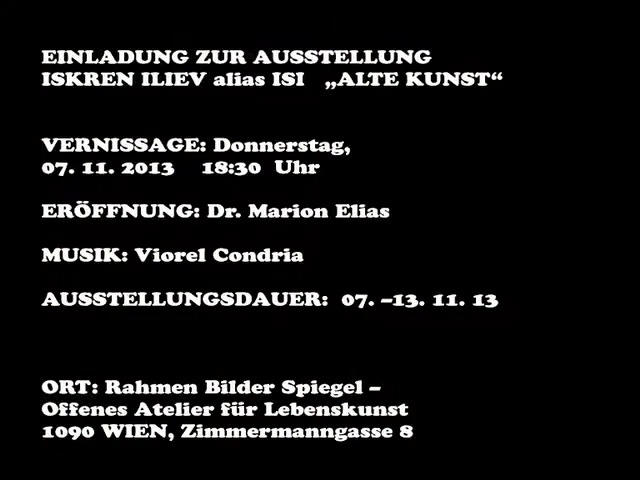 EINLADUNG ZUR AUSSTELLUNG
ISKREN ILIEV alias ISI „ALTE KUNST“
VERNISSAGE: Donnerstag,
07. 11. 2013 18:30 Uhr
ERÖFFNUNG: Dr. Marion Elias
MUSIK: Viorel Condria
AUSSTELLUNGSDAUER: 07. –13. 11. 13
ORT: Rahmen Bilder Spiegel –
Offenes Atelier für Lebenskunst
1090 WIEN, Zimmermanngasse 8